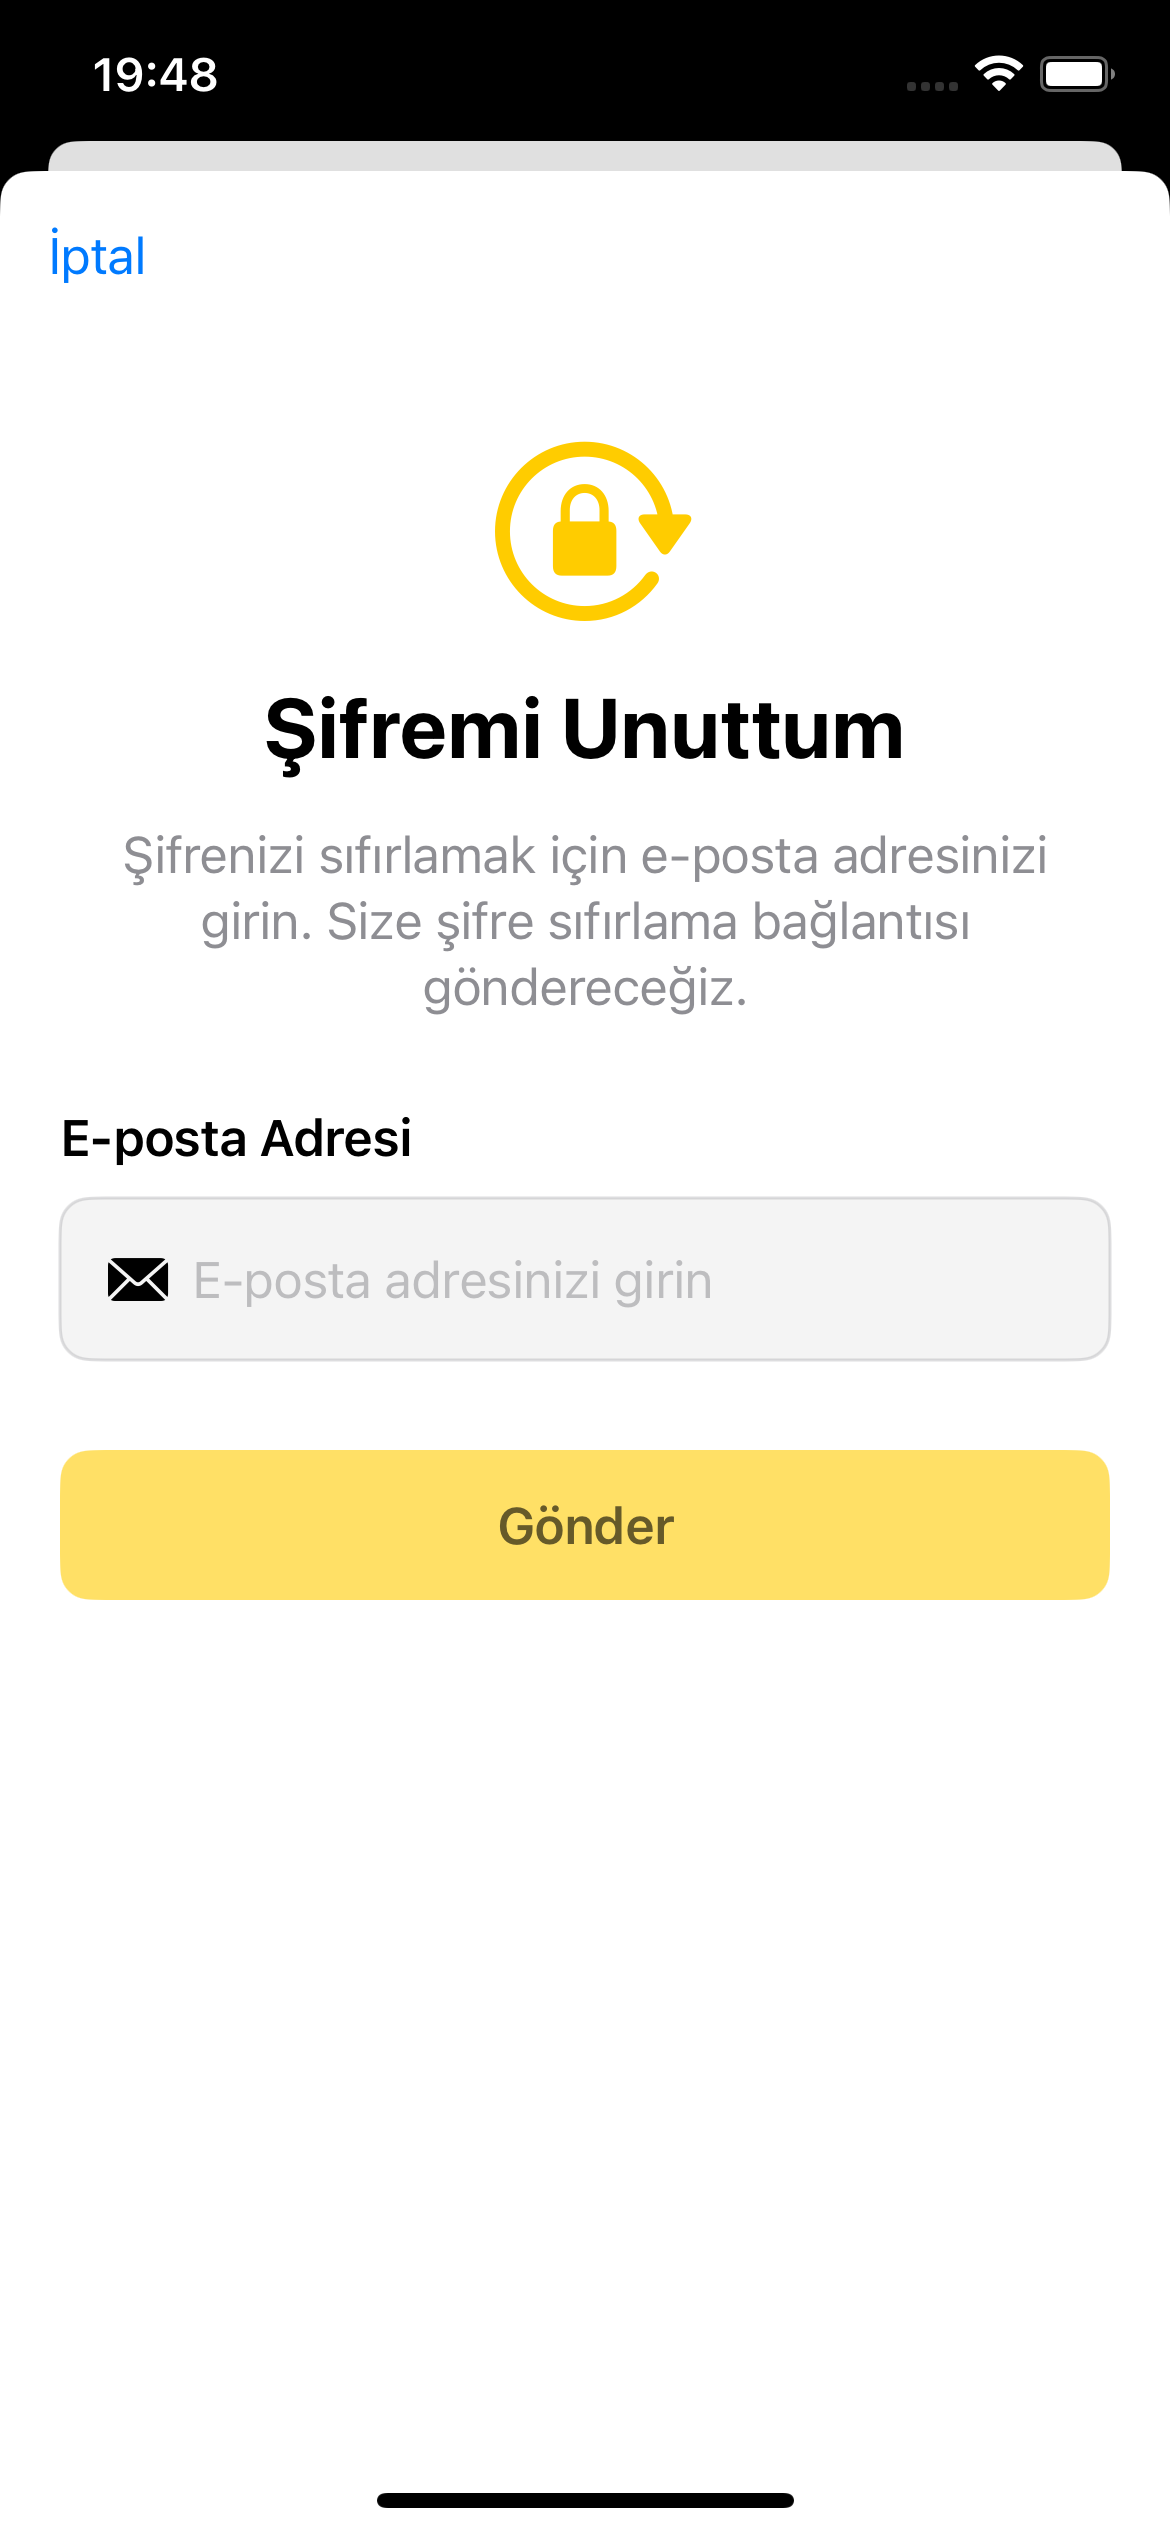 19:48
İptal
Şifremi Unuttum
Şifrenizi sıfırlamak için e-posta adresinizi
girin. Size şifre sıfırlama bağlantısı
göndereceğiz.
E-posta Adresi
E-posta adresinizi girin
Gönder